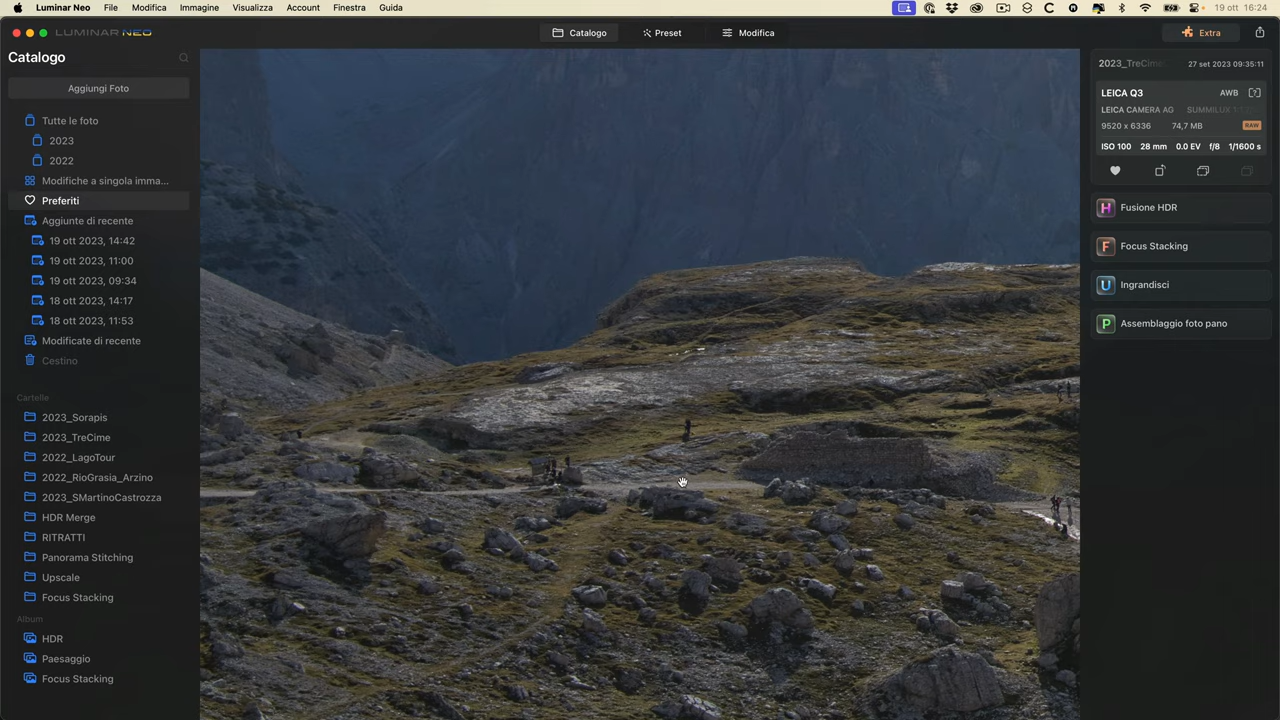 Luminar Neo File Modifica Immagine Visualizza Account Finestra Guida 19 ott 16:24
LUMINAR NEO Catalogo Preset Modifica Extra
Catalogo
Aggiungi Foto
Tutte le foto
2023
2022
Modifiche a singola imma...
Preferiti
Aggiunte di recente
19 ott 2023, 14:42
19 ott 2023, 11:00
19 ott 2023, 09:34
18 ott 2023, 14:17
18 ott 2023, 11:53
Modificate di recente
Cestino
Cartelle
2023_Sorapis
2023_TreCime
2022_LagoTour
2022_RioGrasia_Arzino
2023_SMartinoCastrozza
HDR Merge
RITRATTI
Panorama Stitching
Upscale
Focus Stacking
Album
HDR
Paesaggio
Focus Stacking
2023_TreCime 27 set 2023 09:35:11
LEICA Q3 AWB
LEICA CAMERA AG SUMMILUX
9520 x 6336 74,7 MB RAW
ISO 100 28 mm 0.0 EV f/8 1/1600 s
H Fusione HDR
F Focus Stacking
U Ingrandisci
P Assemblaggio foto pano